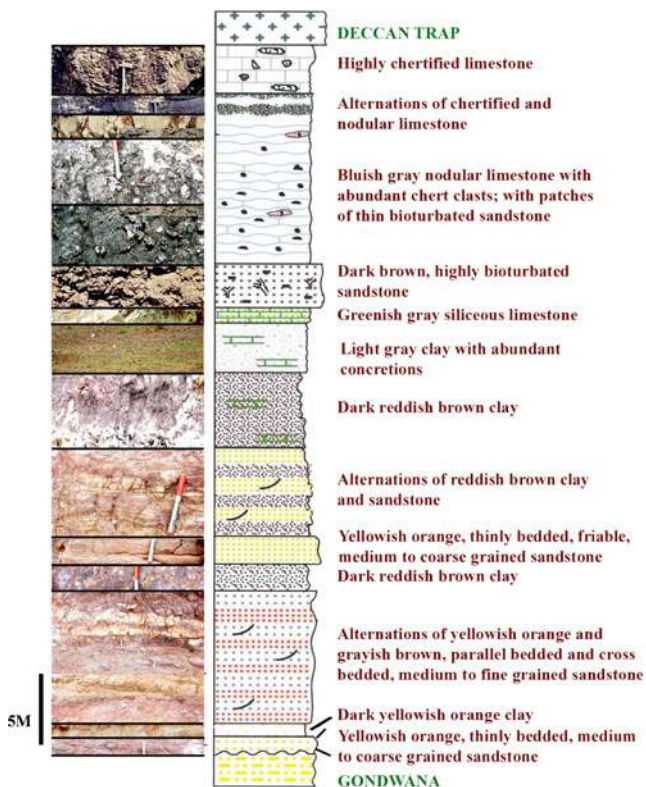 DECCAN TRAP
Highly chertified limestone
Alternations of chertified and
nodular limestone
Bluish gray nodular limestone with
abundant chert clasts; with patches
of thin bioturbated sandstone
Dark brown, highly bioturbated
sandstone
Greenish gray siliceous limestone
Light gray clay with abundant
concretions
Dark reddish brown clay
Alternations of reddish brown clay
and sandstone
Yellowish orange, thinly bedded, friable,
medium to coarse grained sandstone
Dark reddish brown clay
Alternations of yellowish orange and
grayish brown, parallel bedded and cross
bedded, medium to fine grained sandstone
5M
Dark yellowish orange clay
Yellowish orange, thinly bedded, medium
to coarse grained sandstone
GONDWANA